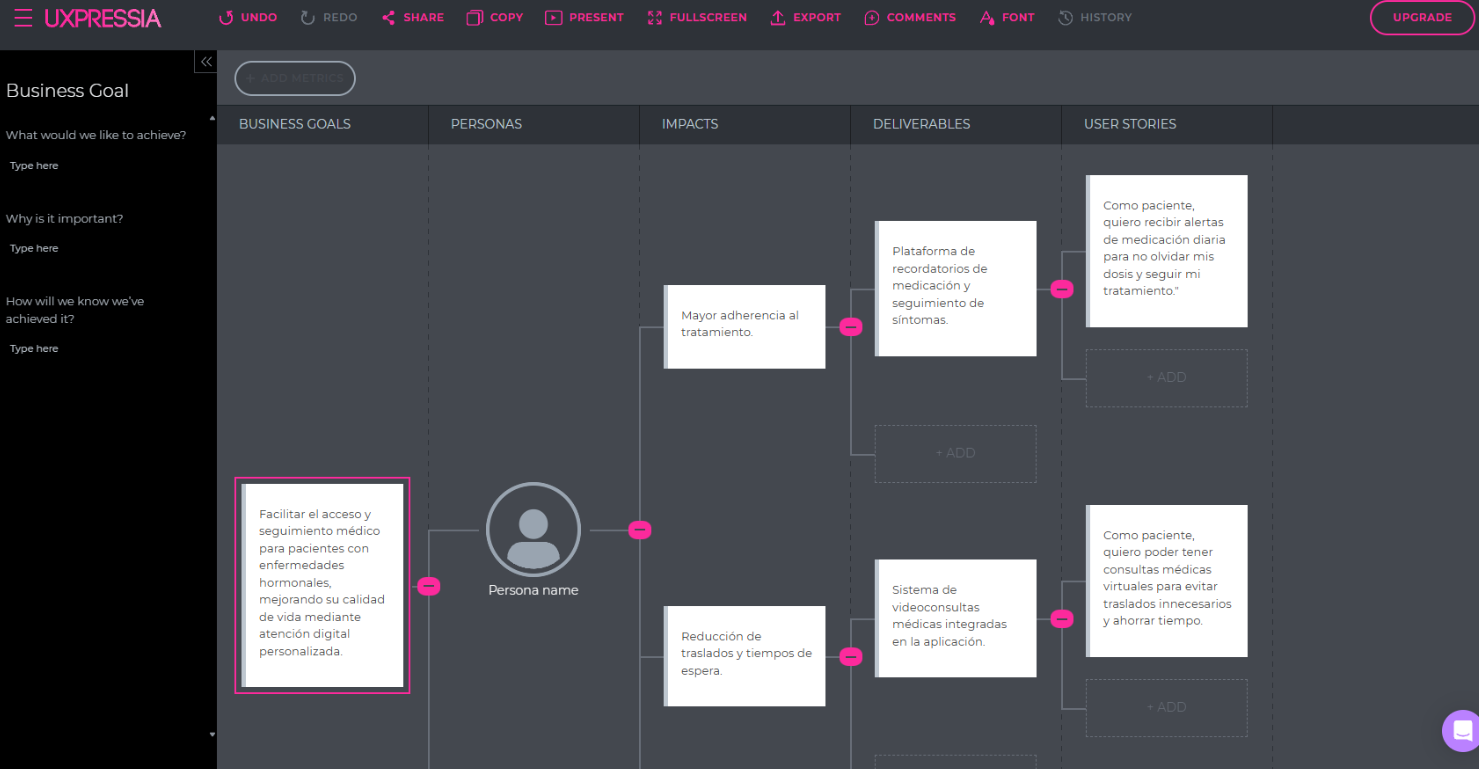 UXPRESSIA
UNDO
REDO
SHARE
COPY
PRESENT
FULLSCREEN
EXPORT
COMMENTS
FONT
HISTORY
UPGRADE
Business Goal
What would we like to achieve?
Type here
Why is it important?
Type here
How will we know we've
achieved it?
Type here
+ ADD METRICS
BUSINESS GOALS
PERSONAS
IMPACTS
DELIVERABLES
USER STORIES
Facilitar el acceso y
seguimiento médico
para pacientes con
enfermedades
hormonales,
mejorando su calidad
de vida mediante
atención digital
personalizada.
Persona name
Mayor adherencia al
tratamiento.
Plataforma de
recordatorios de
medicación y
seguimiento de
síntomas.
Como paciente,
quiero recibir alertas
de medicación diaria
para no olvidar mis
dosis y seguir mi
tratamiento."
+ ADD
+ ADD
Reducción de
traslados y tiempos de
espera.
Sistema de
videoconsultas
médicas integradas
en la aplicación.
Como paciente,
quiero poder tener
consultas médicas
virtuales para evitar
traslados innecesarios
y ahorrar tiempo.
+ ADD